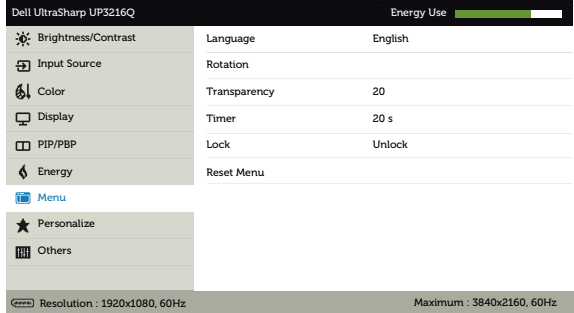 Dell UltraSharp UP3216Q Energy Use
Brightness/Contrast Language English
Input Source Rotation
Color Transparency 20
Display Timer 20 s
PIP/PBP Lock Unlock
Energy Reset Menu
Menu
Personalize
Others
Resolution : 1920x1080, 60Hz Maximum : 3840x2160, 60Hz